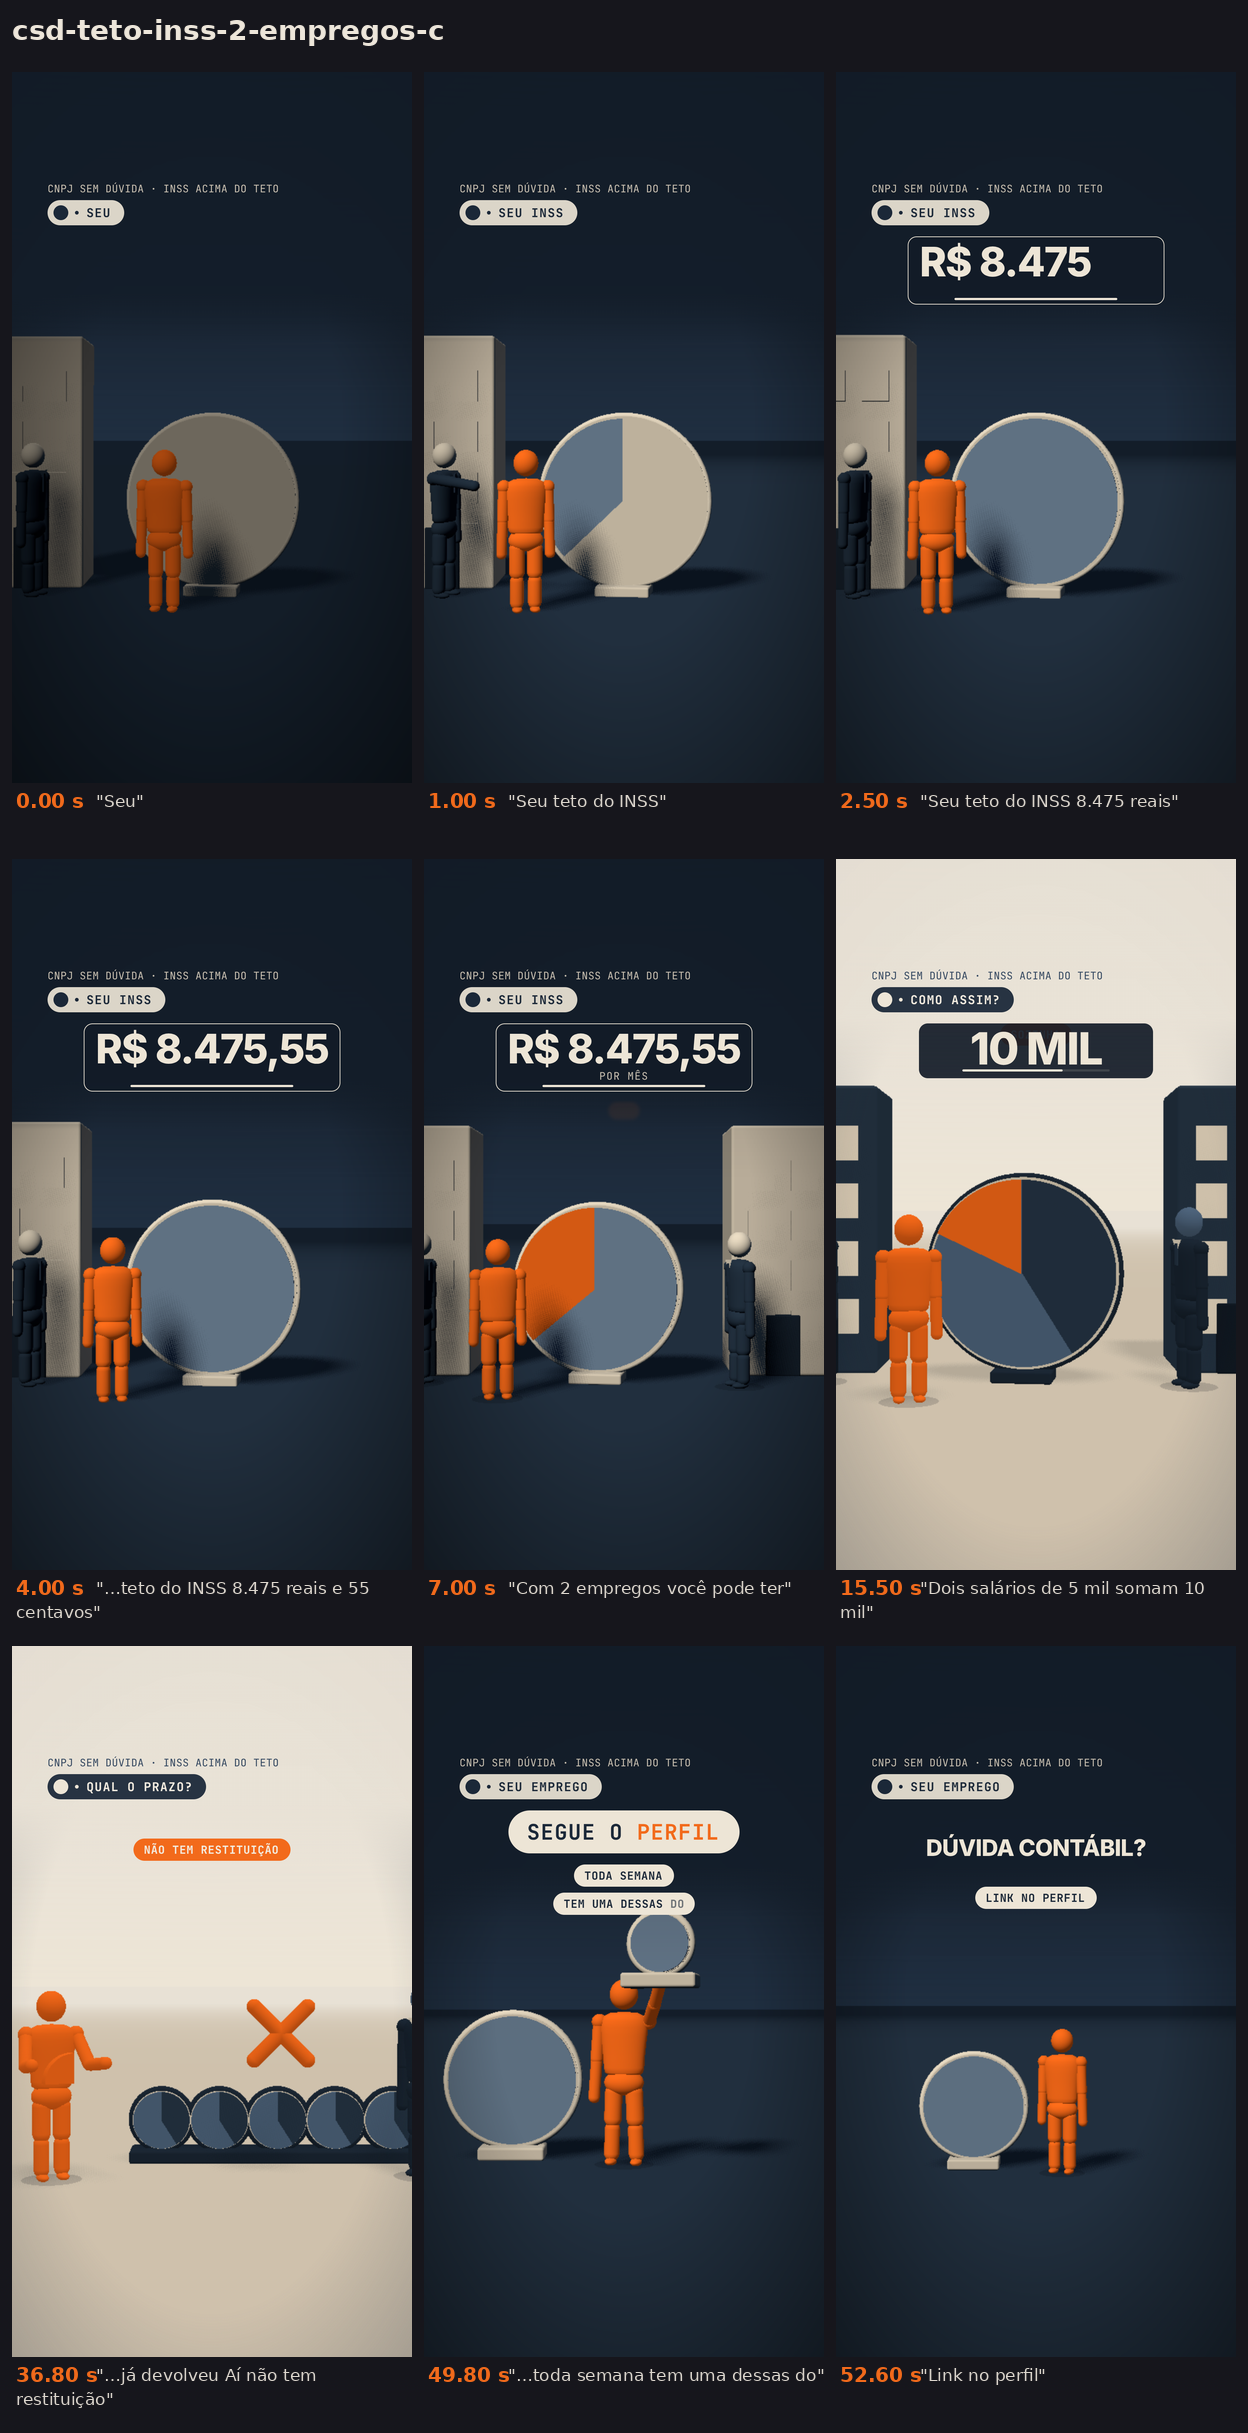 csd-teto-inss-2-empregos-c
CNPJ SEM DÚVIDA · INSS ACIMA DO TETO
• SEU
0.00 s "Seu"
CNPJ SEM DÚVIDA · INSS ACIMA DO TETO
• SEU INSS
1.00 s "Seu teto do INSS"
CNPJ SEM DÚVIDA · INSS ACIMA DO TETO
• SEU INSS
R$ 8.475
2.50 s "Seu teto do INSS 8.475 reais"
CNPJ SEM DÚVIDA · INSS ACIMA DO TETO
• SEU INSS
R$ 8.475,55
4.00 s "...teto do INSS 8.475 reais e 55
centavos"
CNPJ SEM DÚVIDA · INSS ACIMA DO TETO
• SEU INSS
R$ 8.475,55
POR MÊS
7.00 s "Com 2 empregos você pode ter"
CNPJ SEM DÚVIDA · INSS ACIMA DO TETO
• COMO ASSIM?
10 MIL
15.50 s "Dois salários de 5 mil somam 10
mil"
CNPJ SEM DÚVIDA · INSS ACIMA DO TETO
• QUAL O PRAZO?
NÃO TEM RESTITUIÇÃO
36.80 s "...já devolveu Aí não tem
restituição"
CNPJ SEM DÚVIDA · INSS ACIMA DO TETO
• SEU EMPREGO
SEGUE O PERFIL
TODA SEMANA
TEM UMA DESSAS DO
49.80 s "...toda semana tem uma dessas do"
CNPJ SEM DÚVIDA · INSS ACIMA DO TETO
• SEU EMPREGO
DÚVIDA CONTÁBIL?
LINK NO PERFIL
52.60 s "Link no perfil"